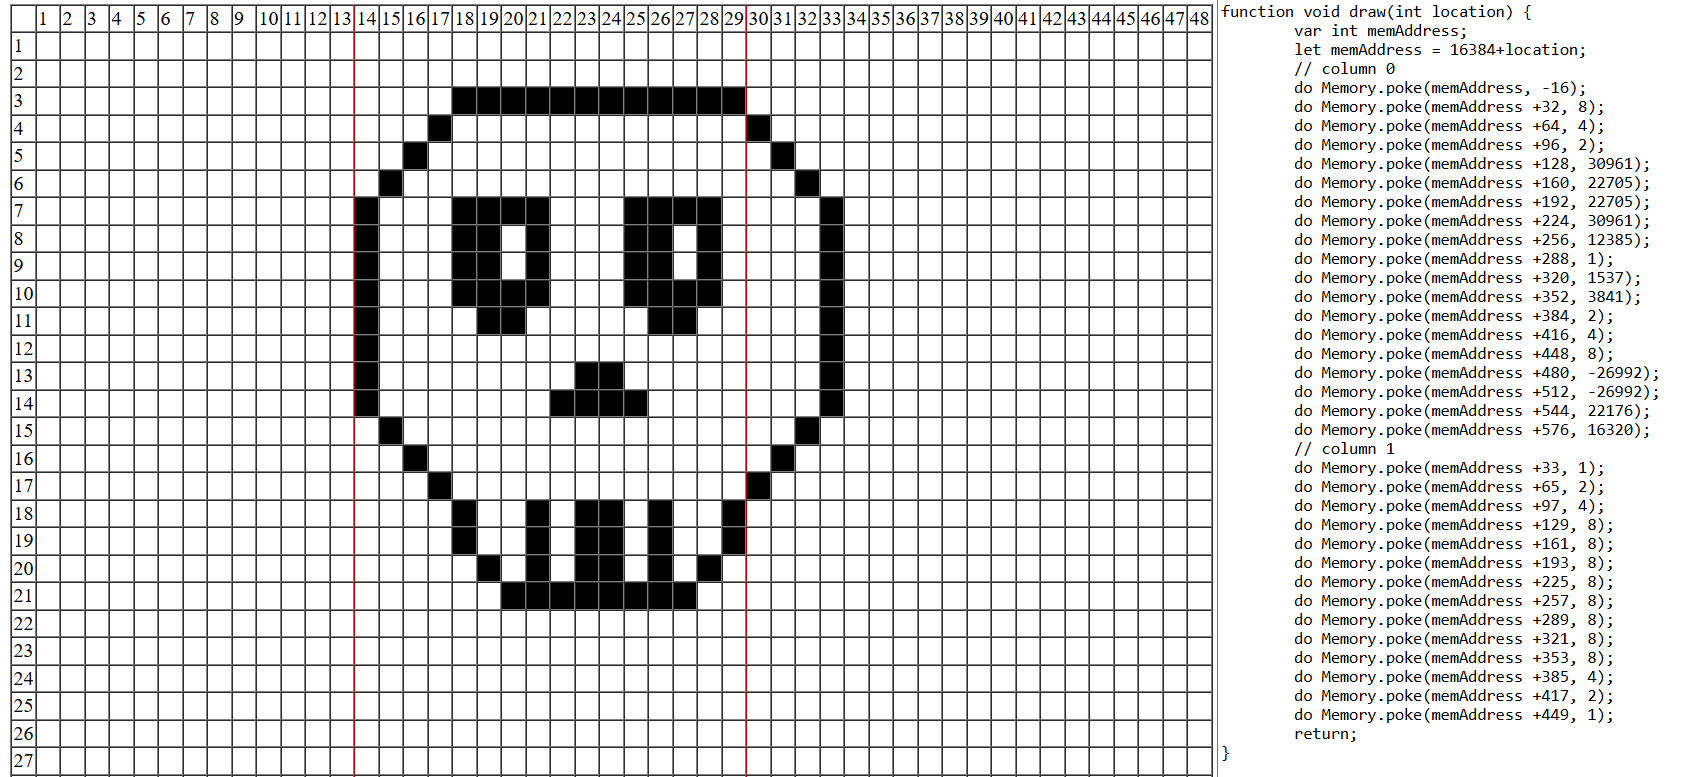 1 2 3 4 5 6 7 8 9 10 11 12 13 14 15 16 17 18 19 20 21 22 23 24 25 26 27 28 29 30 31 32 33 34 35 36 37 38 39 40 41 42 43 44 45 46 47 48
1
2
3
4
5
6
7
8
9
10
11
12
13
14
15
16
17
18
19
20
21
22
23
24
25
26
27
function void draw(int location) {
var int memAddress;
let memAddress = 16384+location;
// column 0
do Memory.poke(memAddress, -16);
do Memory.poke(memAddress +32, 8);
do Memory.poke(memAddress +64, 4);
do Memory.poke(memAddress +96, 2);
do Memory.poke(memAddress +128, 30961);
do Memory.poke(memAddress +160, 22705);
do Memory.poke(memAddress +192, 22705);
do Memory.poke(memAddress +224, 30961);
do Memory.poke(memAddress +256, 12385);
do Memory.poke(memAddress +288, 1);
do Memory.poke(memAddress +320, 1537);
do Memory.poke(memAddress +352, 3841);
do Memory.poke(memAddress +384, 2);
do Memory.poke(memAddress +416, 4);
do Memory.poke(memAddress +448, 8);
do Memory.poke(memAddress +480, -26992);
do Memory.poke(memAddress +512, -26992);
do Memory.poke(memAddress +544, 22176);
do Memory.poke(memAddress +576, 16320);
// column 1
do Memory.poke(memAddress +33, 1);
do Memory.poke(memAddress +65, 2);
do Memory.poke(memAddress +97, 4);
do Memory.poke(memAddress +129, 8);
do Memory.poke(memAddress +161, 8);
do Memory.poke(memAddress +193, 8);
do Memory.poke(memAddress +225, 8);
do Memory.poke(memAddress +257, 8);
do Memory.poke(memAddress +289, 8);
do Memory.poke(memAddress +321, 8);
do Memory.poke(memAddress +353, 8);
do Memory.poke(memAddress +385, 4);
do Memory.poke(memAddress +417, 2);
do Memory.poke(memAddress +449, 1);
return;
}